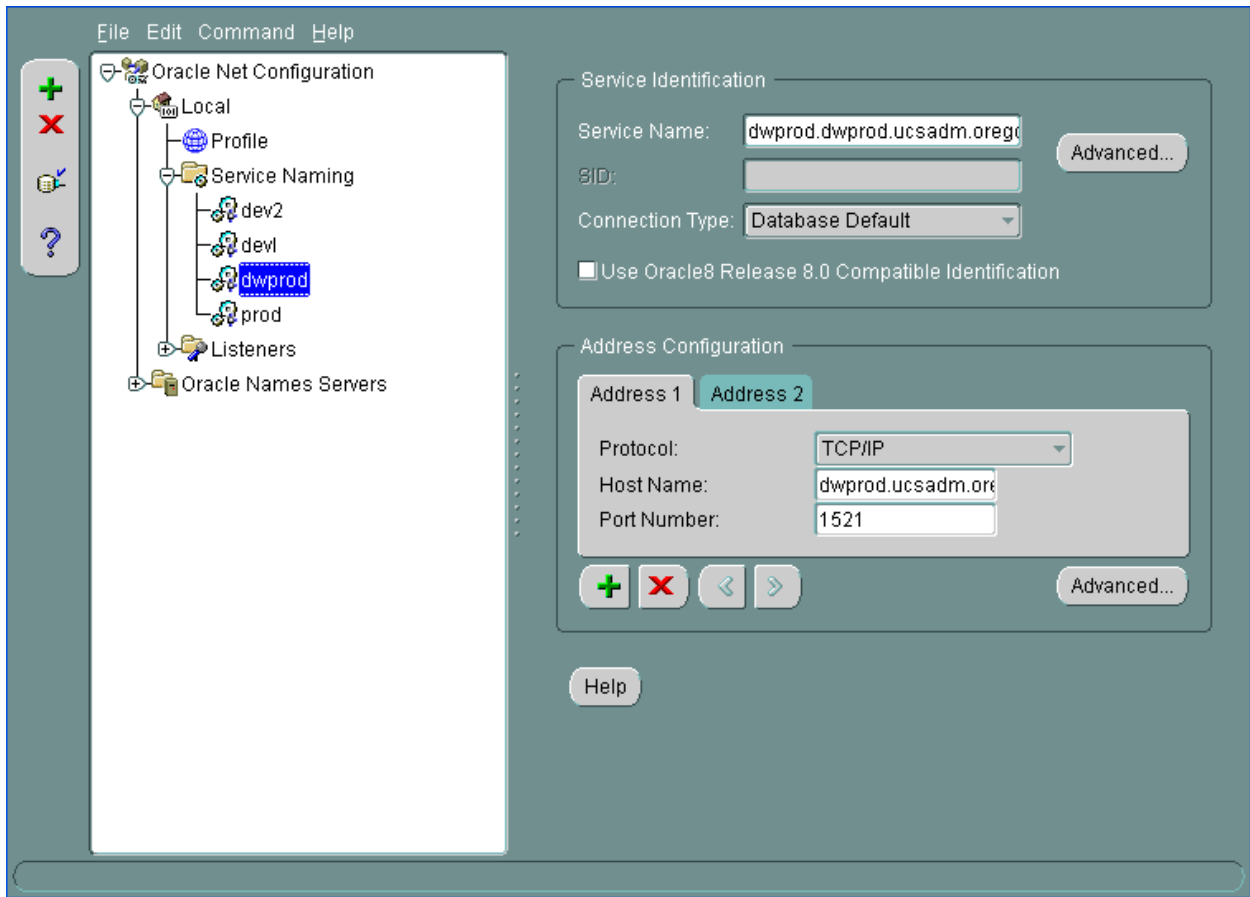 File Edit Command Help
Oracle Net Configuration
Local
Profile
Service Naming
dev2
devl
dwprod
prod
Listeners
Oracle Names Servers
Service Identification
Service Name: dwprod.dwprod.ucsadm.orego
Advanced...
SID:
Connection Type: Database Default
Use Oracle8 Release 8.0 Compatible Identification
Address Configuration
Address 1 Address 2
Protocol: TCP/IP
Host Name: dwprod.ucsadm.ore
Port Number: 1521
Advanced...
Help